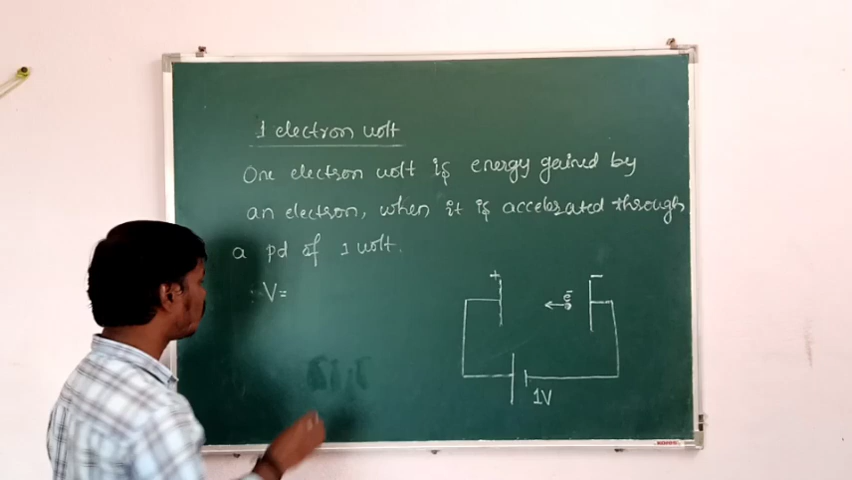 1 electron volt
One electron volt is energy gained by
an electron, when it is accelerated through
a pd of 1 volt.
V=
+ −
e⁻
1V